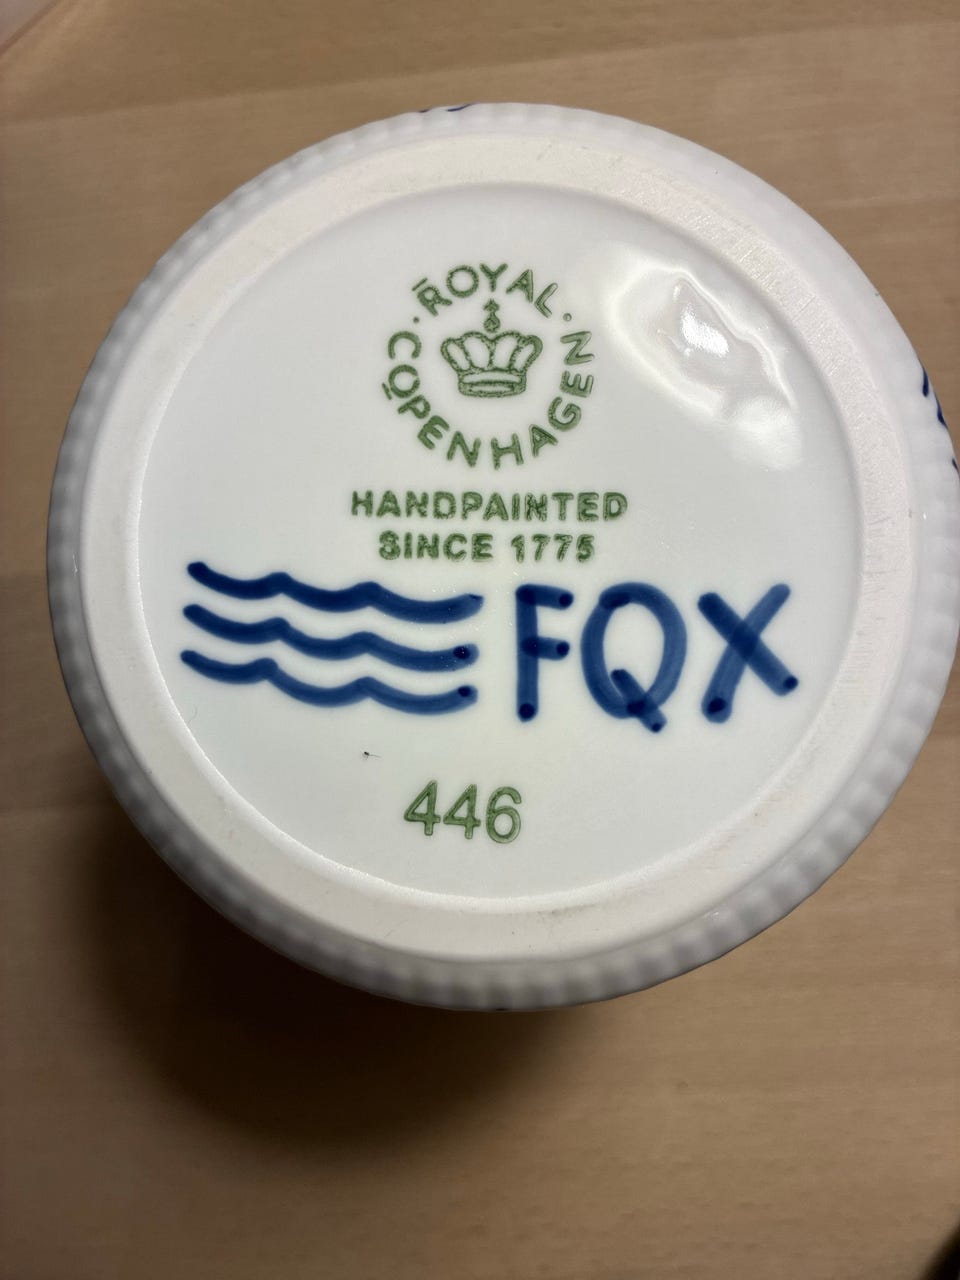 ROYAL COPENHAGEN
HANDPAINTED
SINCE 1775
FQX
446